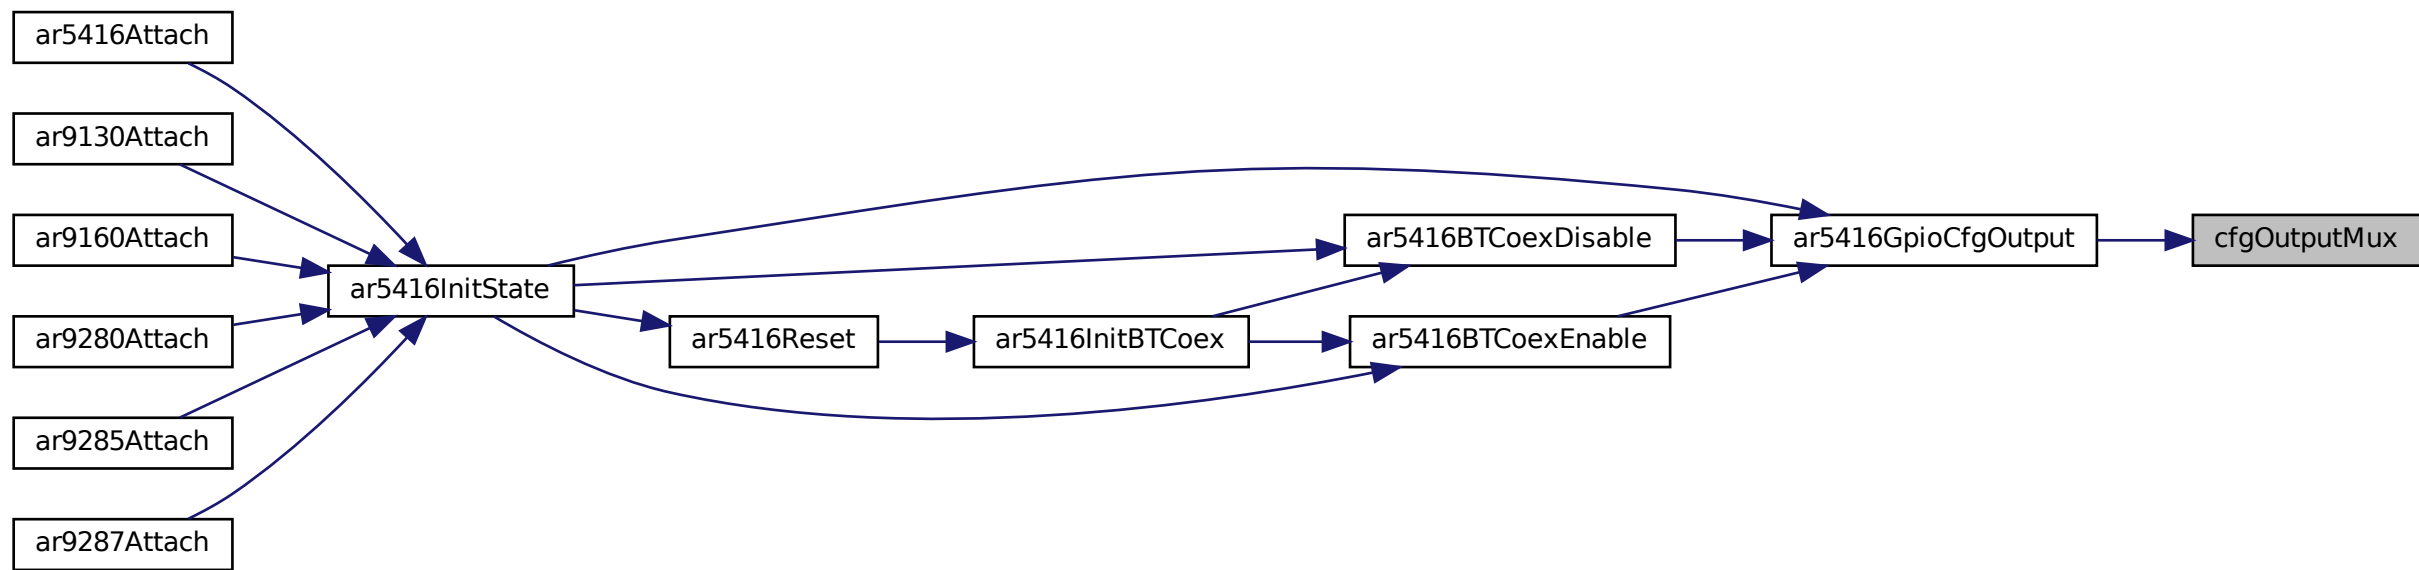 ar5416Attach
ar9130Attach
ar9160Attach
ar9280Attach
ar9285Attach
ar9287Attach
ar5416InitState
ar5416Reset
ar5416InitBTCoex
ar5416BTCoexDisable
ar5416BTCoexEnable
ar5416GpioCfgOutput
cfgOutputMux